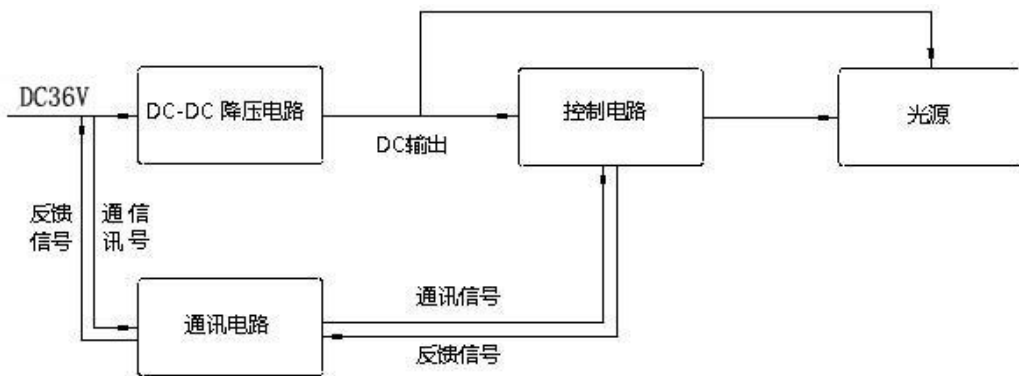 DC36V
DC-DC 降压电路
DC输出
控制电路
光源
反馈
信号
通 信
讯 号
通讯电路
通讯信号
反馈信号